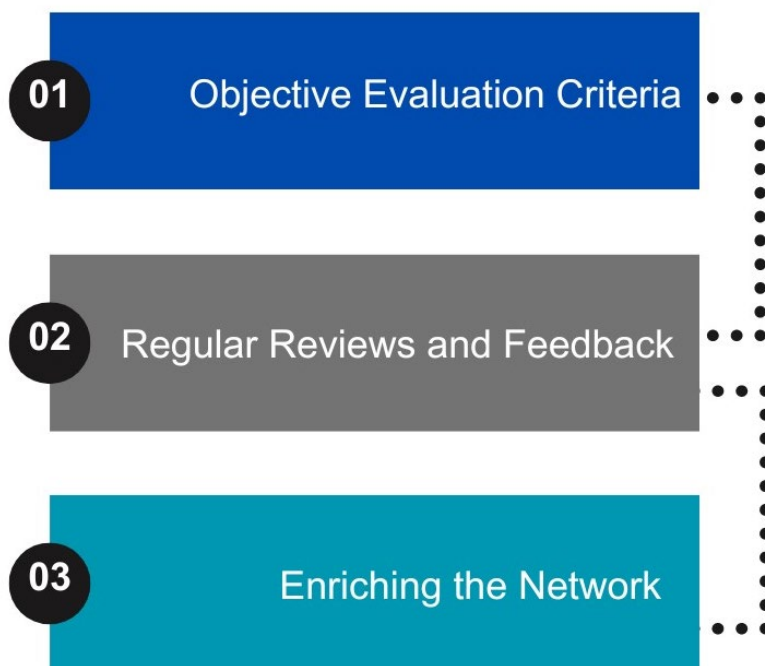 01
Objective Evaluation Criteria
02
Regular Reviews and Feedback
03
Enriching the Network